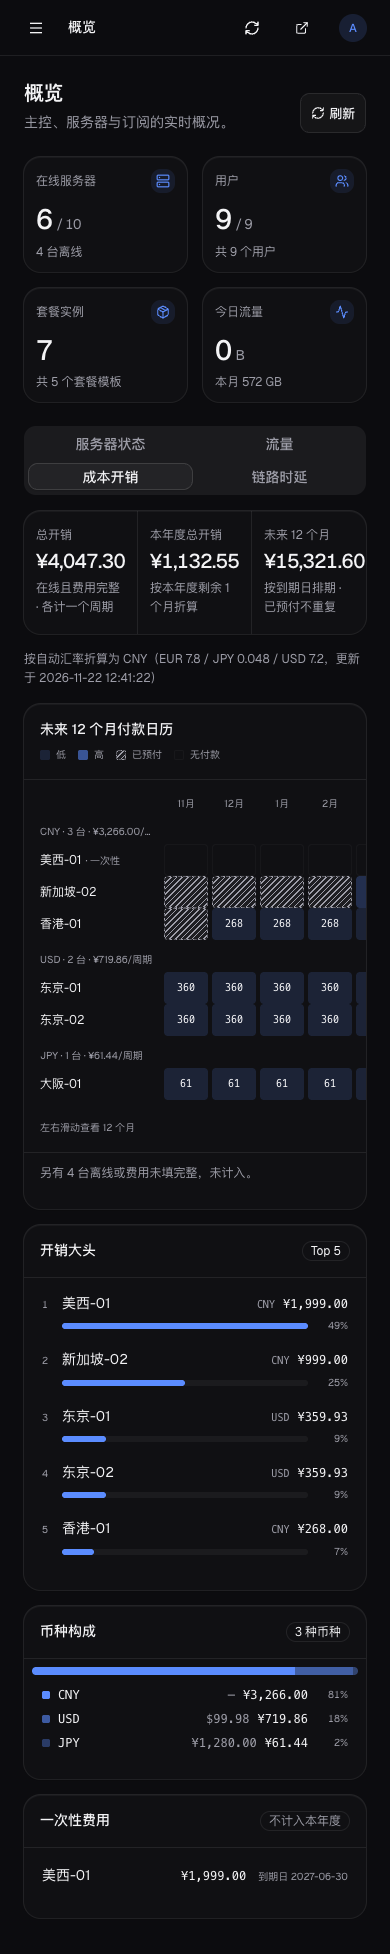 概览
A
概览
主控、服务器与订阅的实时概况。
刷新
在线服务器
6 / 10
4 台离线
用户
9 / 9
共 9 个用户
套餐实例
7
共 5 个套餐模板
今日流量
0 B
本月 572 GB
服务器状态
流量
成本开销
链路时延
总开销
¥4,047.30
在线且费用完整
· 各计一个周期
本年度总开销
¥1,132.55
按本年度剩余 1
个月折算
未来 12 个月
¥15,321.60
按到期日排期 ·
已预付不重复
按自动汇率折算为 CNY（EUR 7.8 / JPY 0.048 / USD 7.2，更新
于 2026-11-22 12:41:22）
未来 12 个月付款日历
低 高 已预付 无付款
11月 12月 1月 2月
CNY · 3 台 · ¥3,266.00/…
美西-01 · 一次性
新加坡-02
香港-01 268 268 268
USD · 2 台 · ¥719.86/周期
东京-01 360 360 360 360
东京-02 360 360 360 360
JPY · 1 台 · ¥61.44/周期
大阪-01 61 61 61 61
左右滑动查看 12 个月
另有 4 台离线或费用未填完整，未计入。
开销大头
Top 5
1 美西-01 CNY ¥1,999.00
49%
2 新加坡-02 CNY ¥999.00
25%
3 东京-01 USD ¥359.93
9%
4 东京-02 USD ¥359.93
9%
5 香港-01 CNY ¥268.00
7%
币种构成
3 种币种
CNY — ¥3,266.00 81%
USD $99.98 ¥719.86 18%
JPY ¥1,280.00 ¥61.44 2%
一次性费用
不计入本年度
美西-01 ¥1,999.00 到期日 2027-06-30